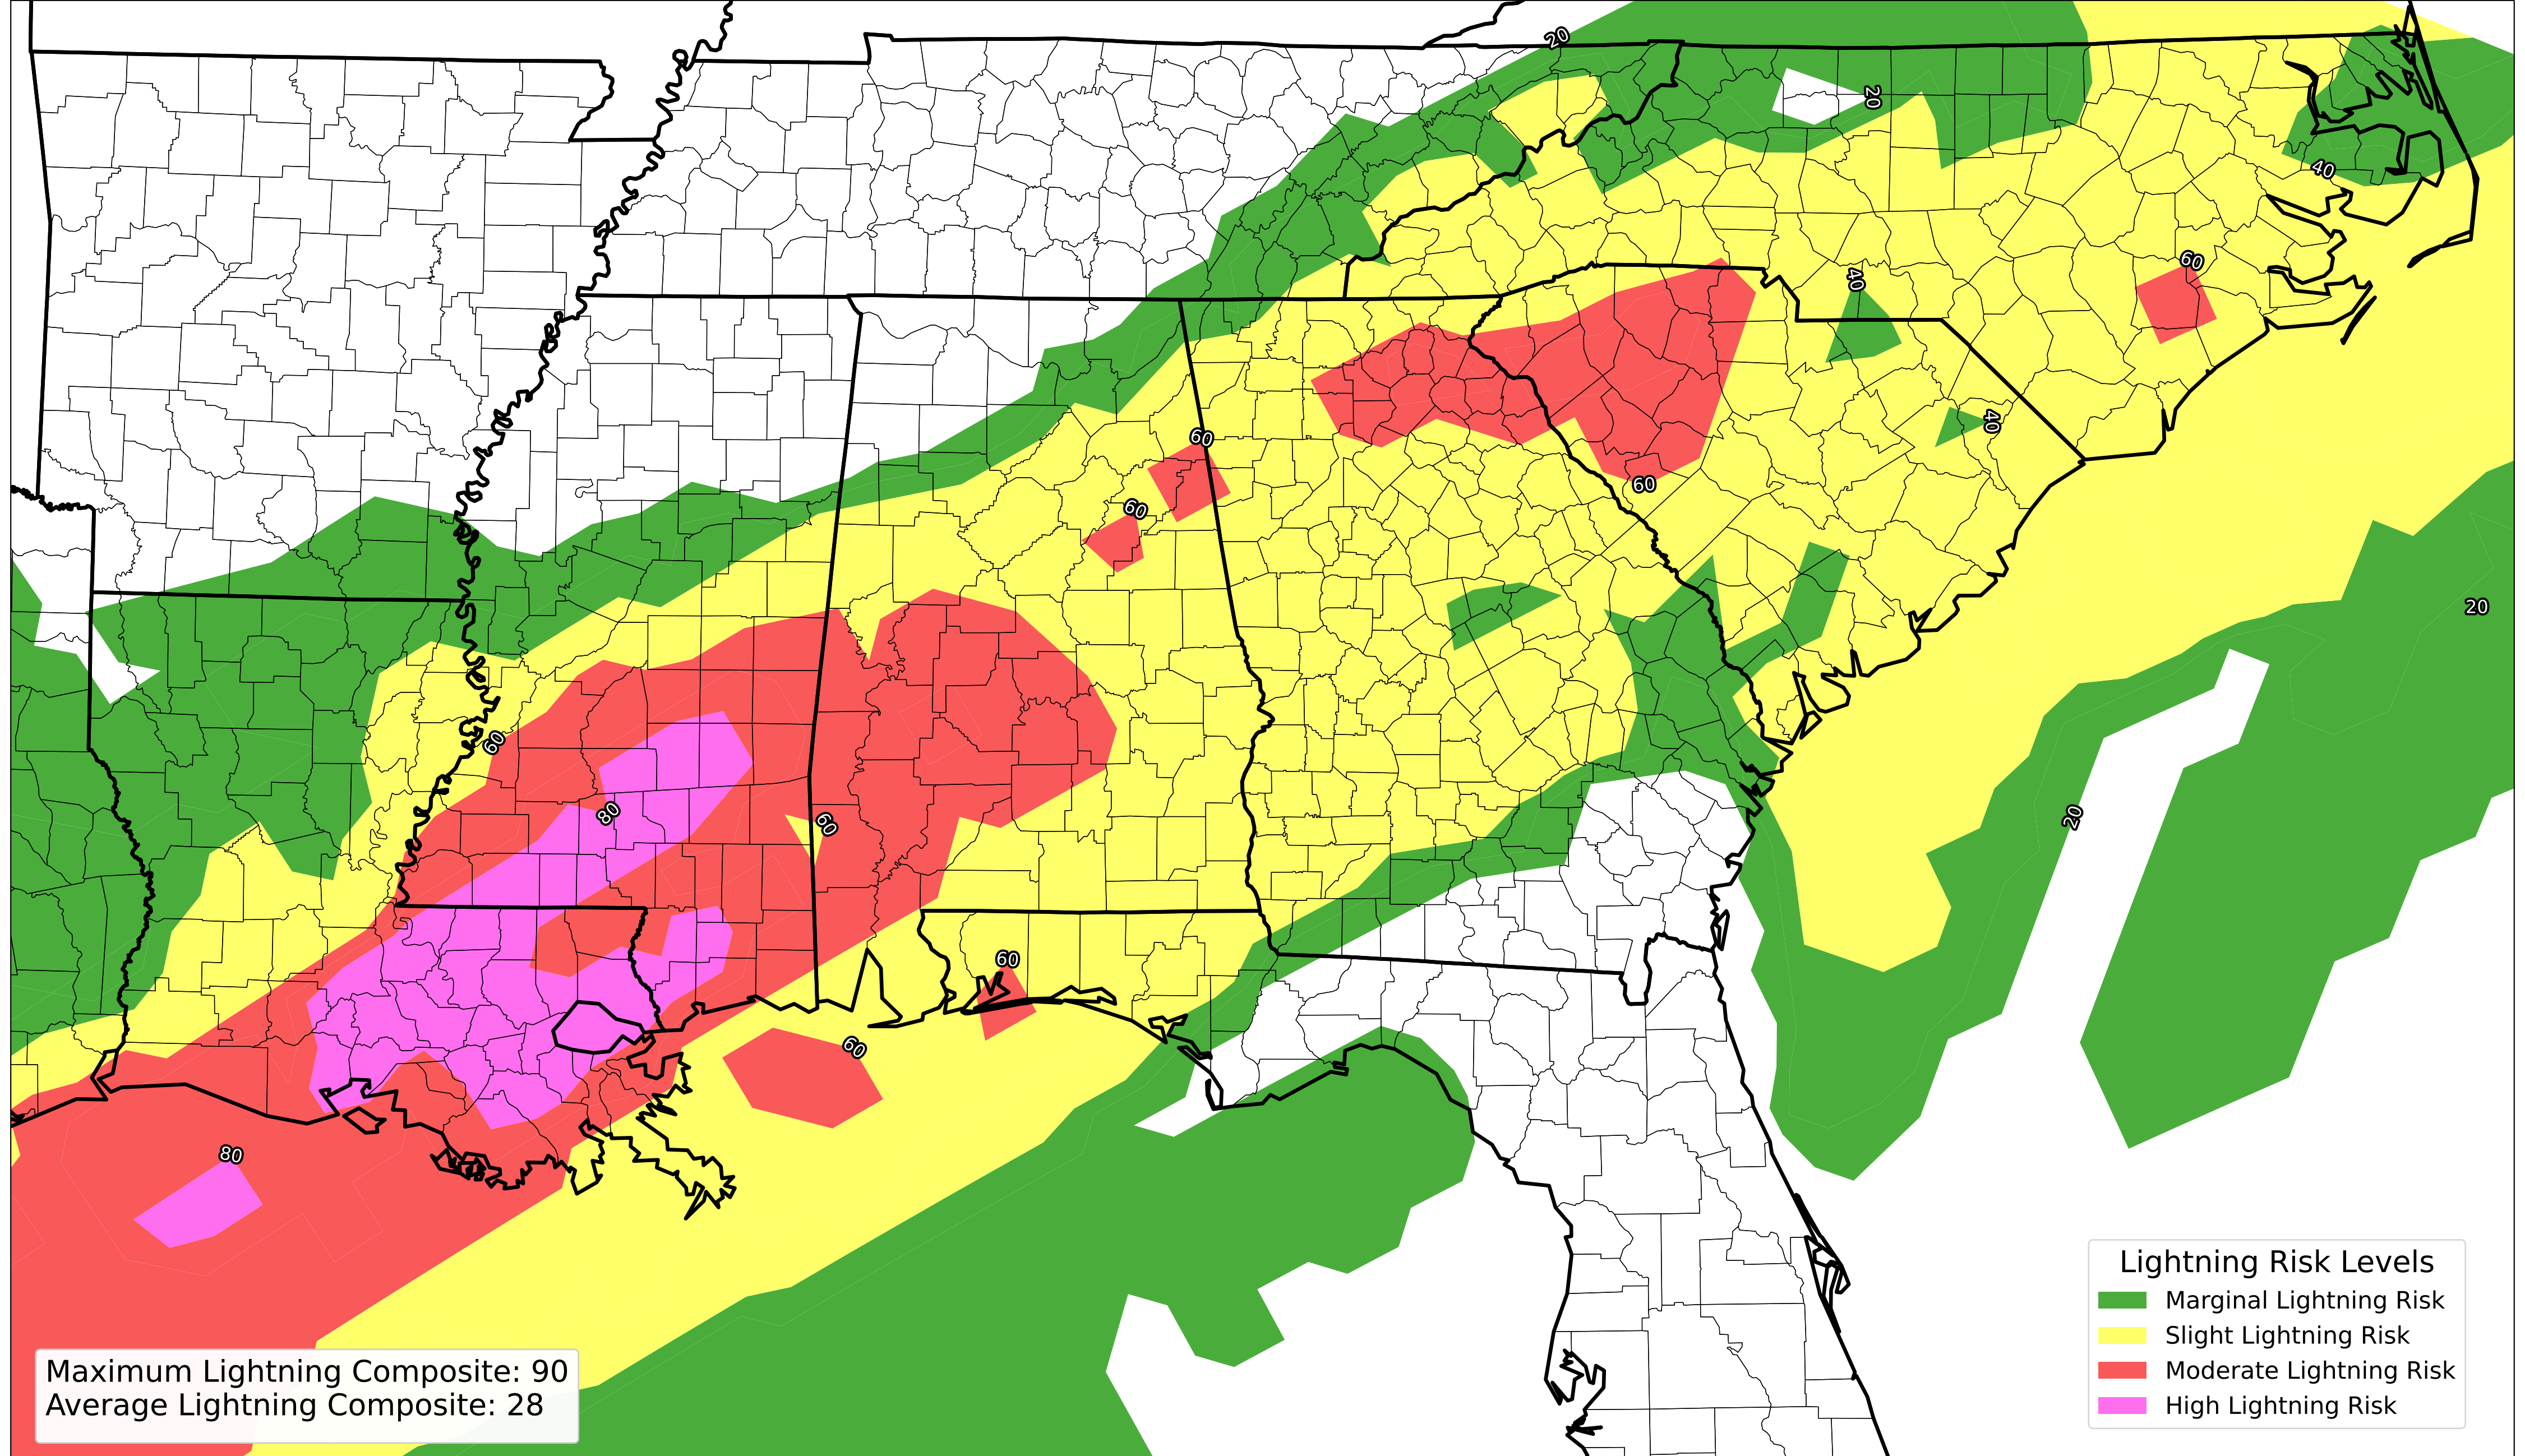 20
20
40
60
40
60
40
60
60
20
60
80
60
20
60
60
80
Lightning Risk Levels
Marginal Lightning Risk
Slight Lightning Risk
Moderate Lightning Risk
High Lightning Risk
Maximum Lightning Composite: 90
Average Lightning Composite: 28